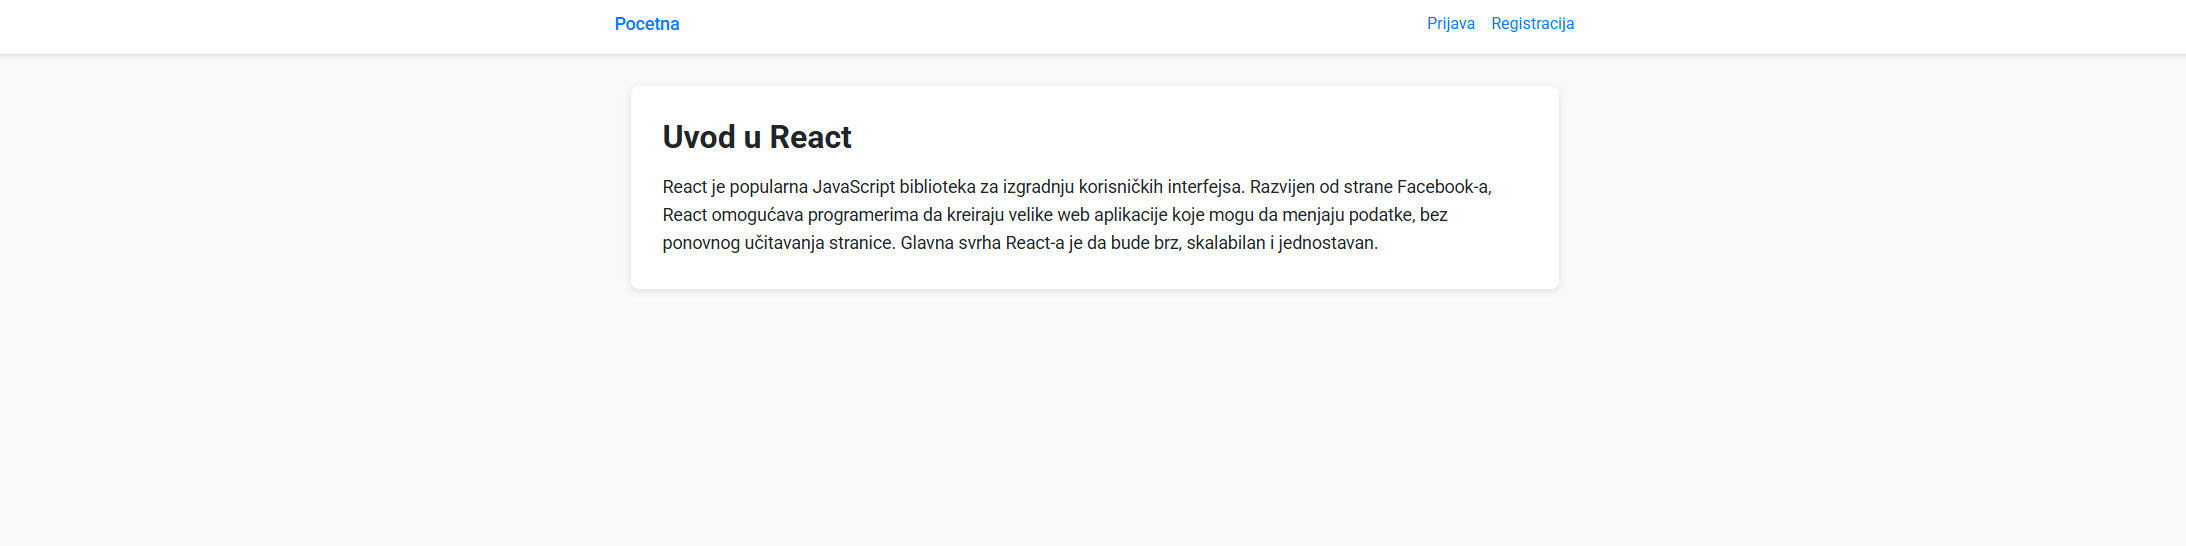 Pocetna
Prijava Registracija
Uvod u React
React je popularna JavaScript biblioteka za izgradnju korisničkih interfejsa. Razvijen od strane Facebook-a,
React omogućava programerima da kreiraju velike web aplikacije koje mogu da menjaju podatke, bez
ponovnog učitavanja stranice. Glavna svrha React-a je da bude brz, skalabilan i jednostavan.